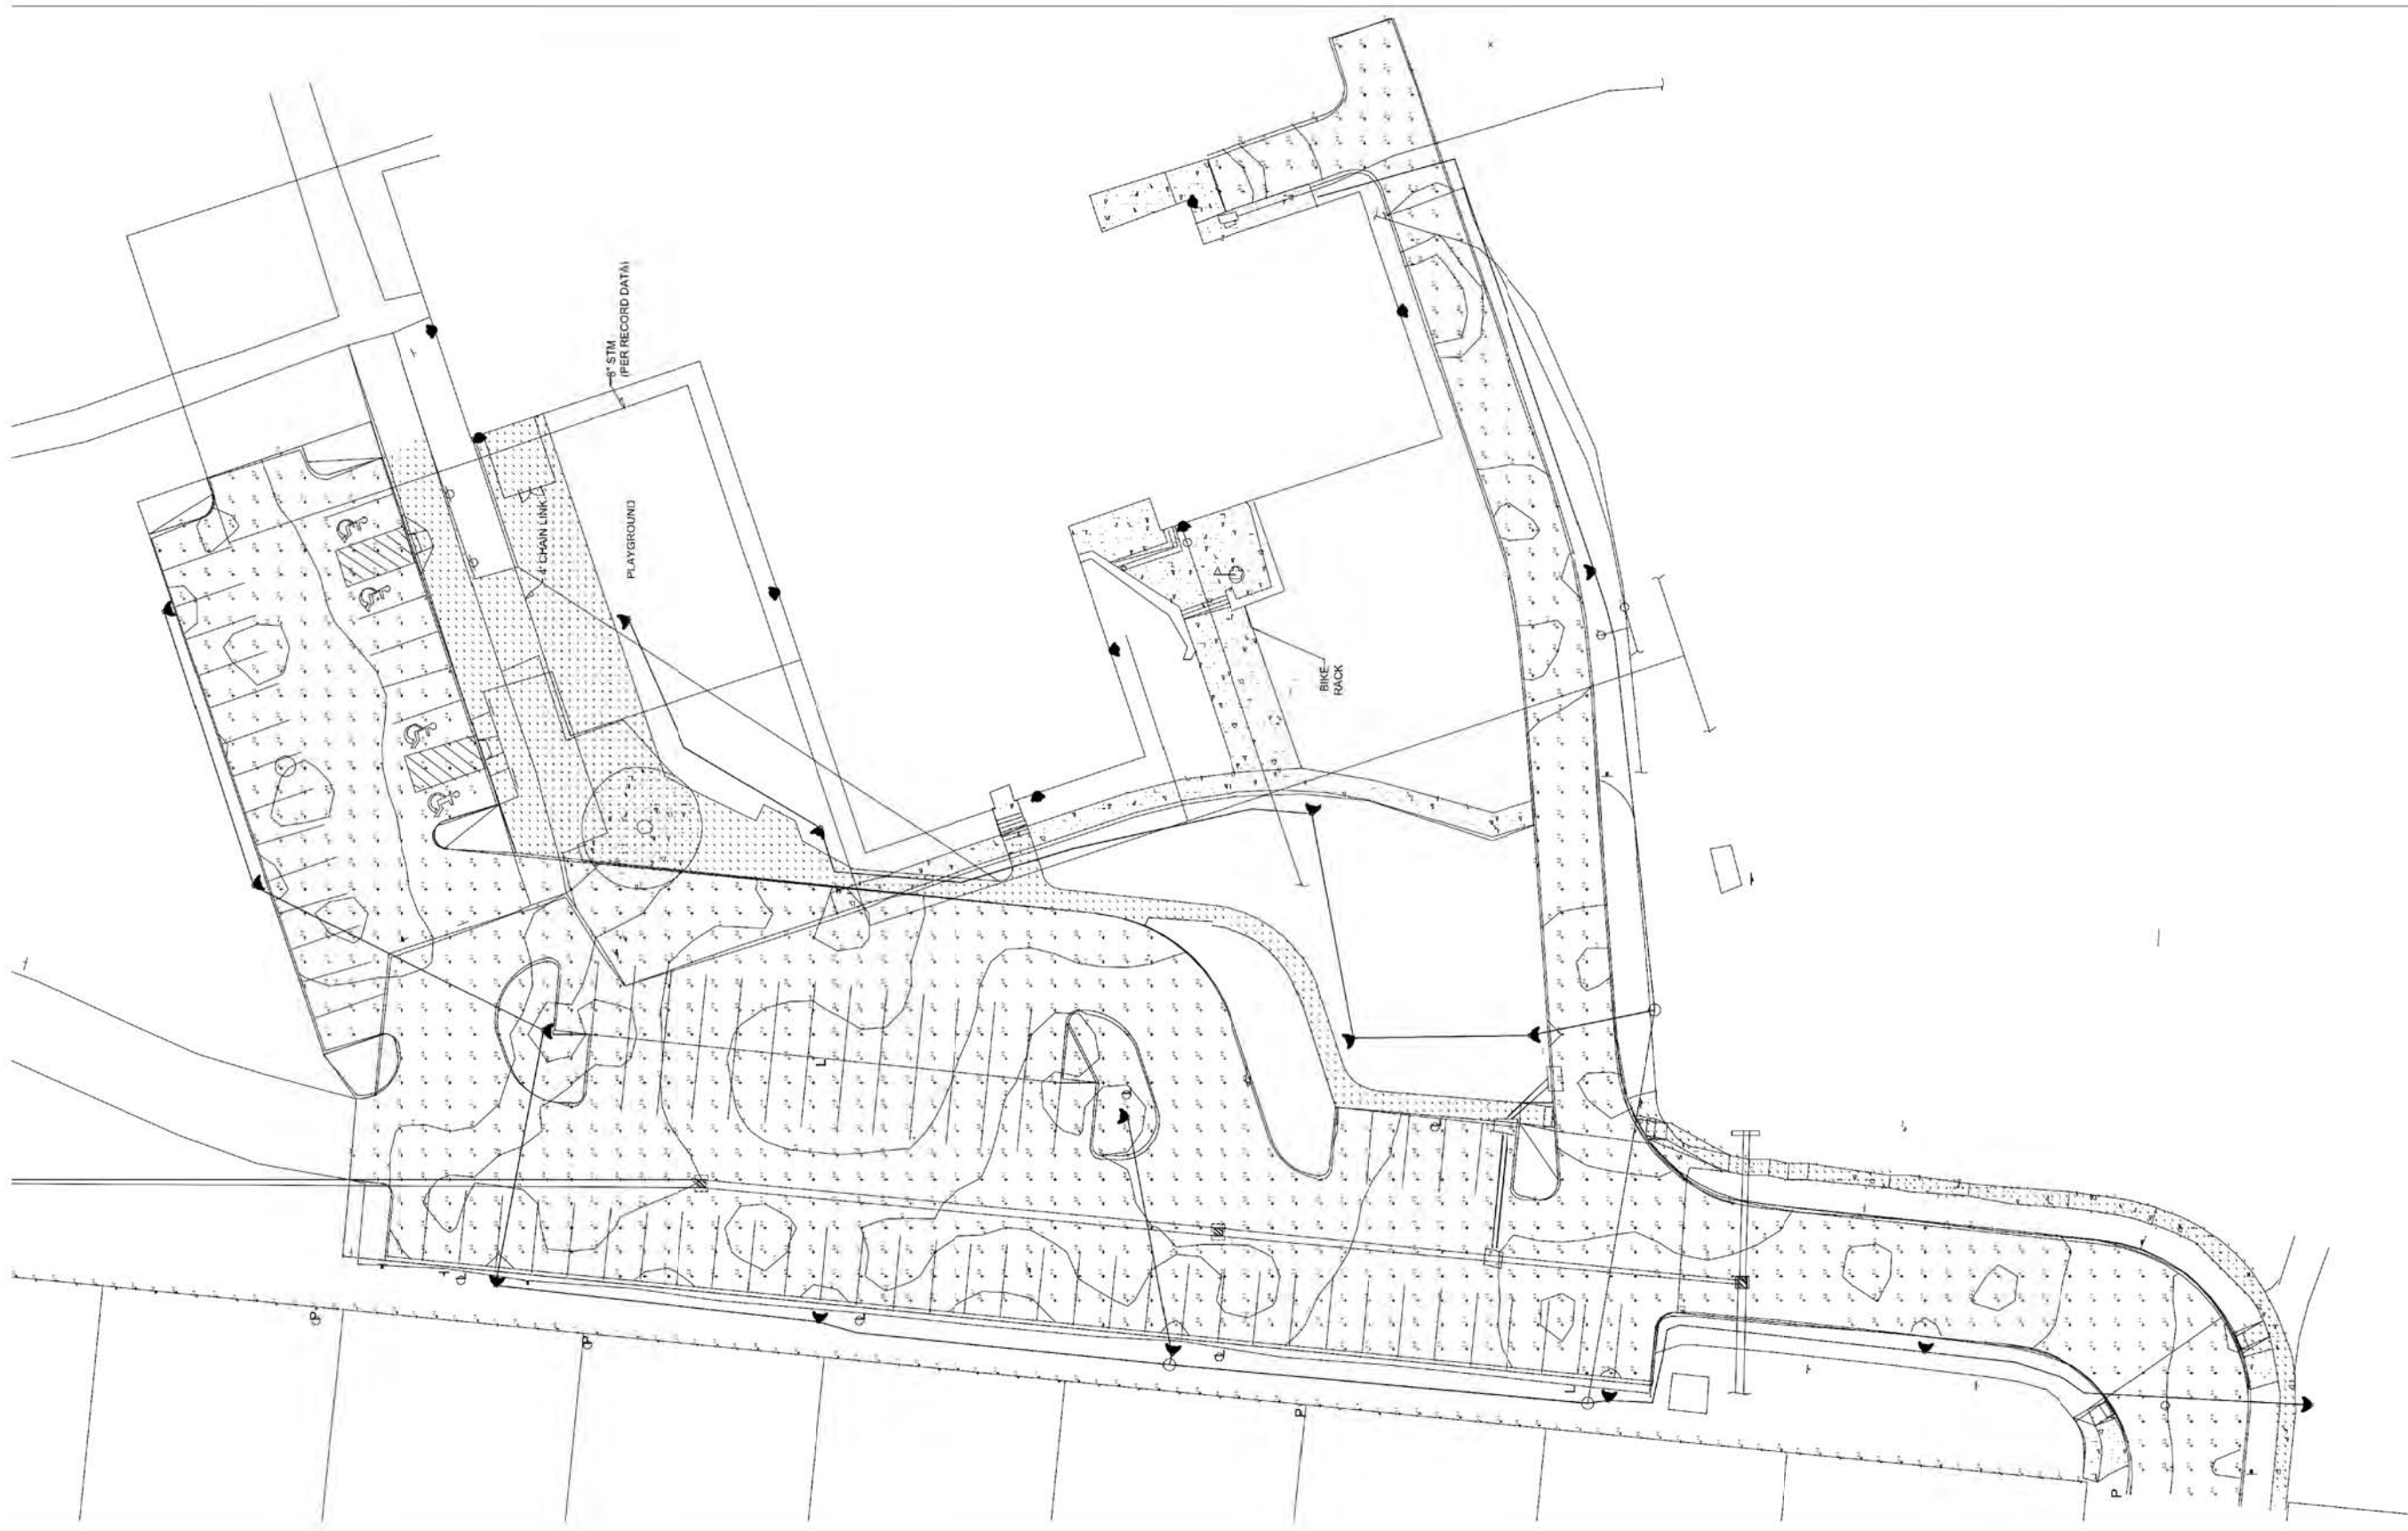 8" STM
(PER RECORD DATA)
4' CHAIN LINK
PLAYGROUND
BIKE
RACK
P
P
P
P